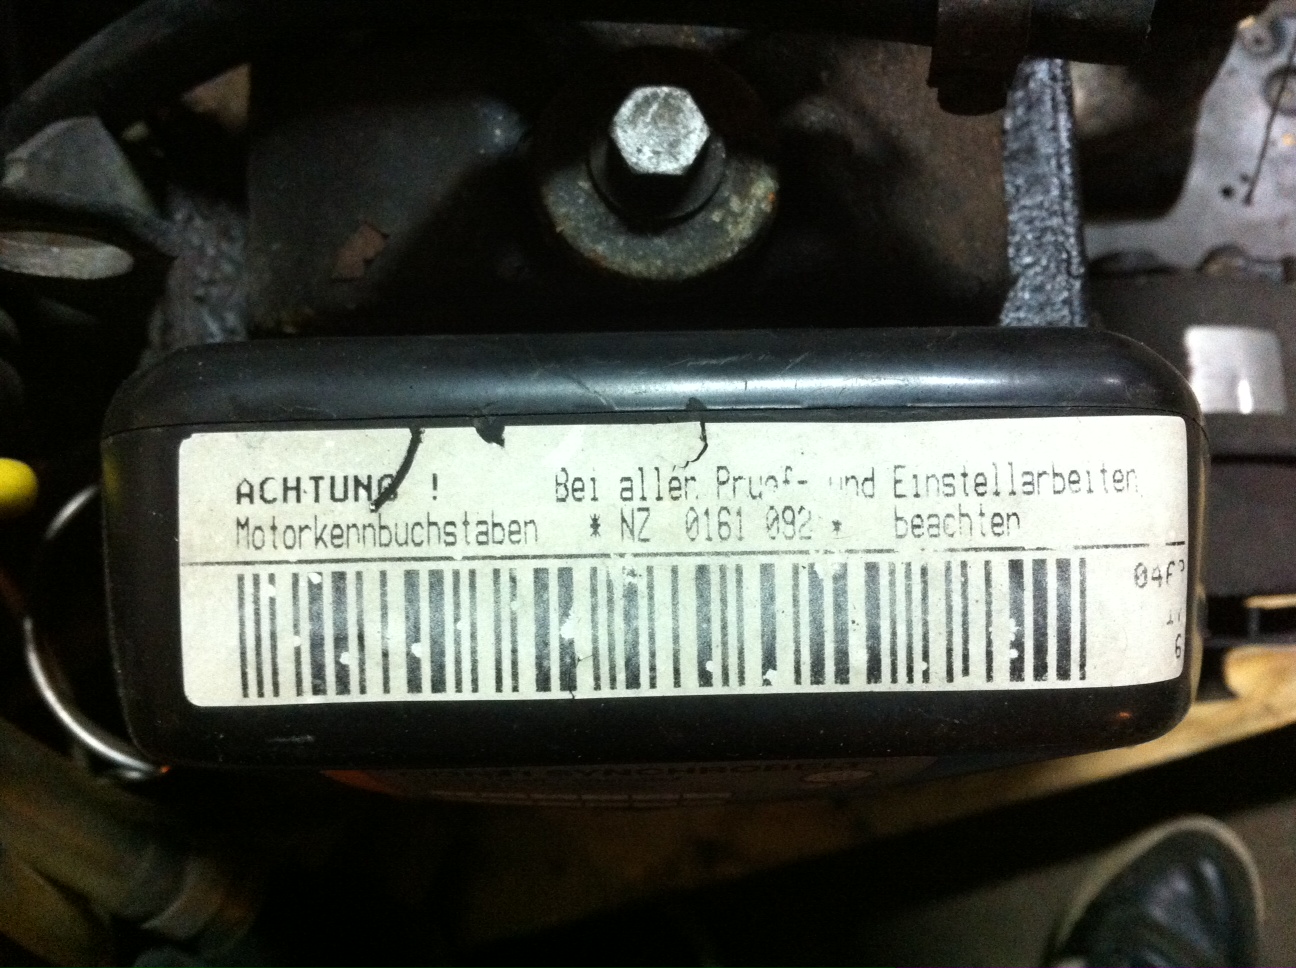 ACHTUNG ! Bei allen Pruef- und Einstellarbeiten
Motorkennbuchstaben * NZ 0161 092 * beachten